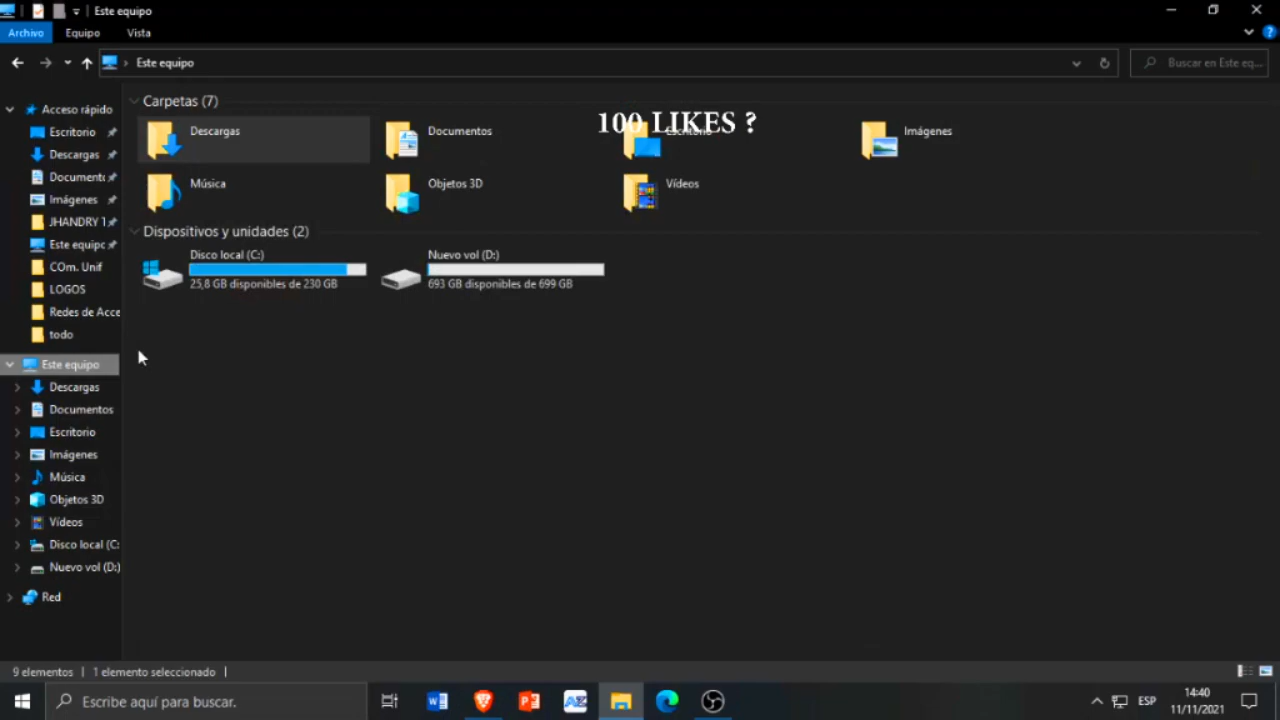 Este equipo
Archivo Equipo Vista
Este equipo
Buscar en Este eq...
Acceso rápido
Escritorio
Descargas
Document
Imágenes
JHANDRY 1
Este equipo
COm. Unif
LOGOS
Redes de Acce
todo
Este equipo
Descargas
Documentos
Escritorio
Imágenes
Música
Objetos 3D
Vídeos
Disco local (C:
Nuevo vol (D:)
Red
Carpetas (7)
100 LIKES ?
Descargas
Documentos
Escritorio
Imágenes
Música
Objetos 3D
Vídeos
Dispositivos y unidades (2)
Disco local (C:)
25,8 GB disponibles de 230 GB
Nuevo vol (D:)
693 GB disponibles de 699 GB
9 elementos 1 elemento seleccionado
Escribe aquí para buscar.
ESP
14:40
11/11/2021